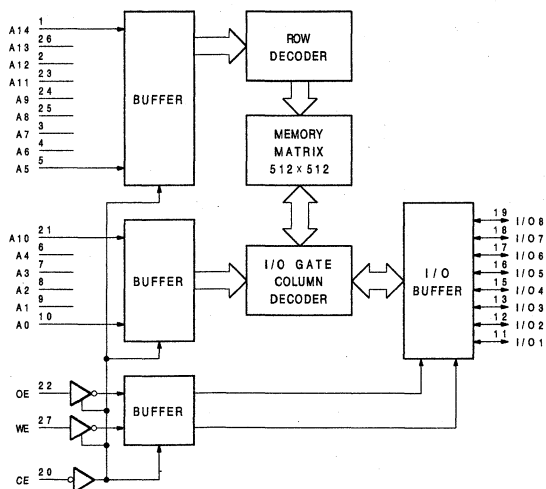 A14 1
A13 26
A12 2
A11 23
A9 24
A8 25
A7 3
A6 4
A5 5
BUFFER
ROW
DECODER
MEMORY
MATRIX
512×512
A10 21
A4 6
A3 7
A2 8
A1 9
A0 10
BUFFER
I/O GATE
COLUMN
DECODER
I/O
BUFFER
19 I/O8
18 I/O7
17 I/O6
16 I/O5
15 I/O4
13 I/O3
12 I/O2
11 I/O1
OE 22
WE 27
CE 20
BUFFER